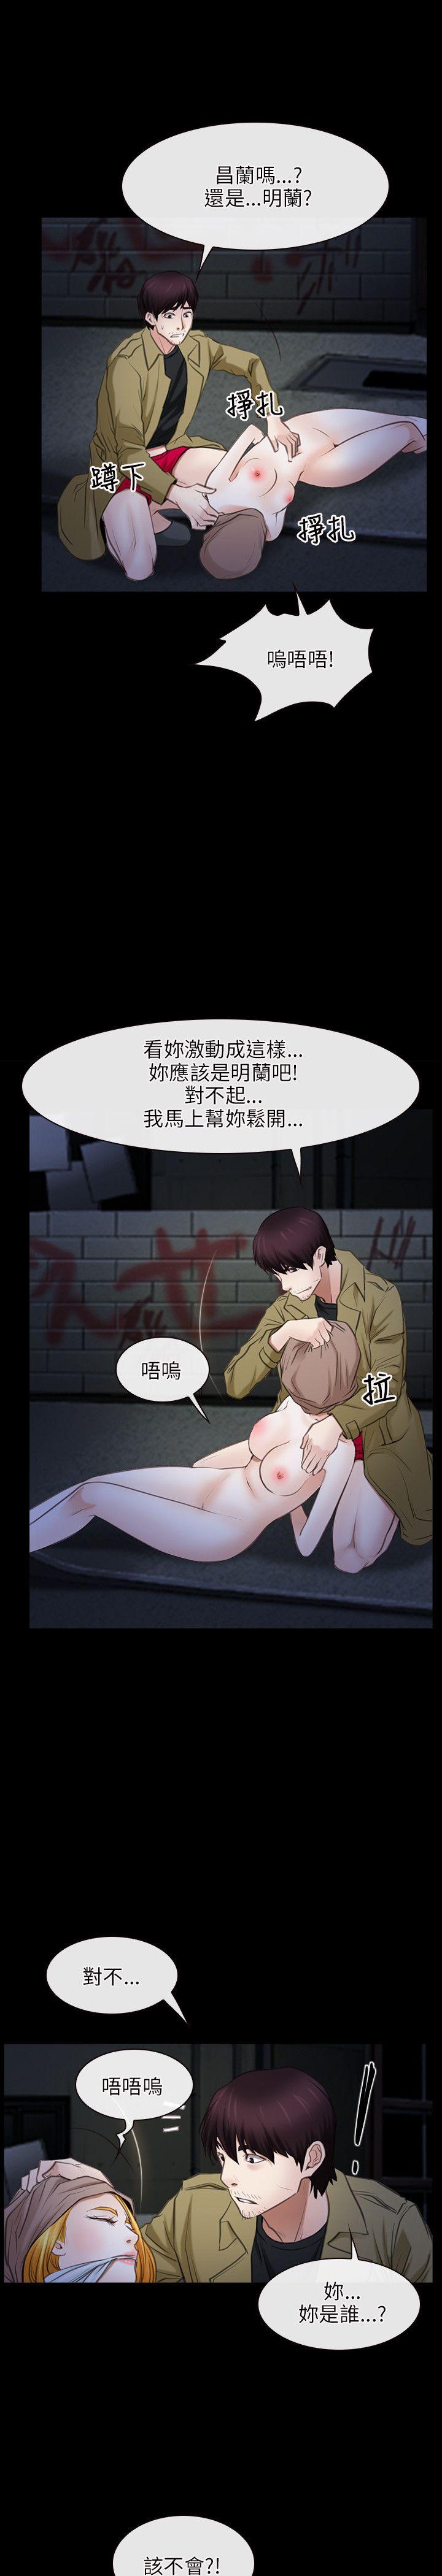 昌蘭嗎...?
還是...明蘭?
掙扎
蹲下
掙扎
嗚唔唔!
看妳激動成這樣...
妳應該是明蘭吧!
對不起...
我馬上幫妳鬆開...
唔嗚
拉
對不...
唔唔嗚
妳...
妳是誰...?
該不會?!